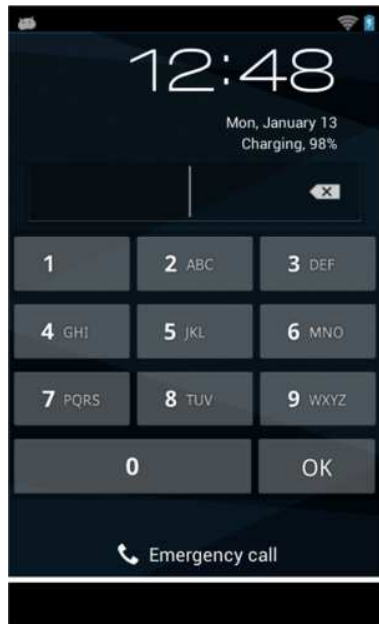 12:48
Mon, January 13
Charging, 98%
1
2 ABC
3 DEF
4 GHI
5 JKL
6 MNO
7 PQRS
8 TUV
9 WXYZ
0
OK
Emergency call